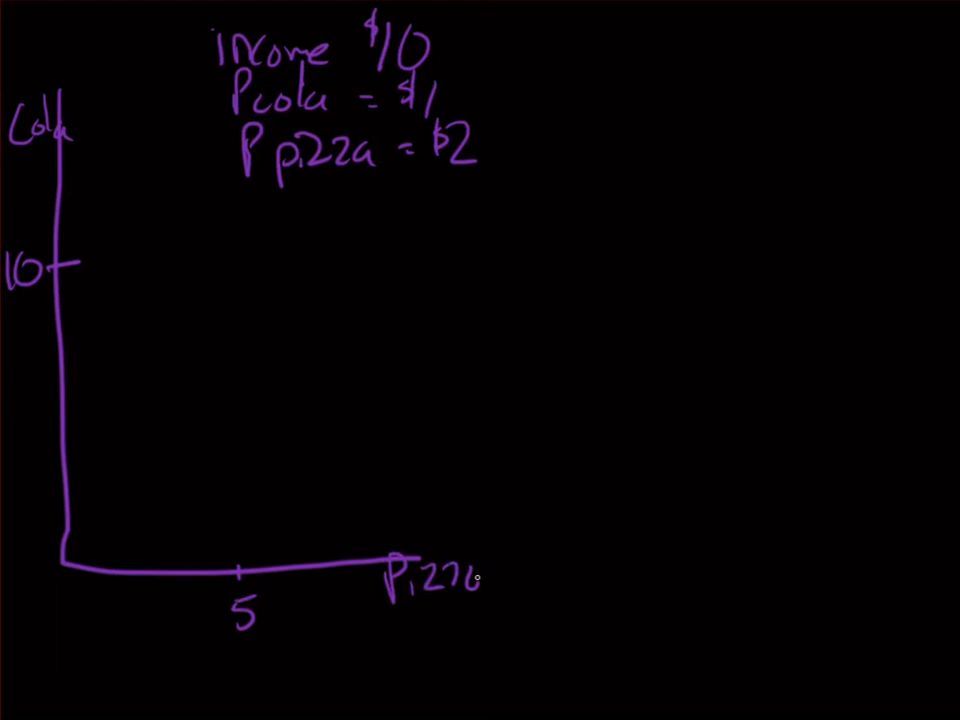 Income $10
Pcola = $1
P pizza = $2
Cola
10
5
Pizza